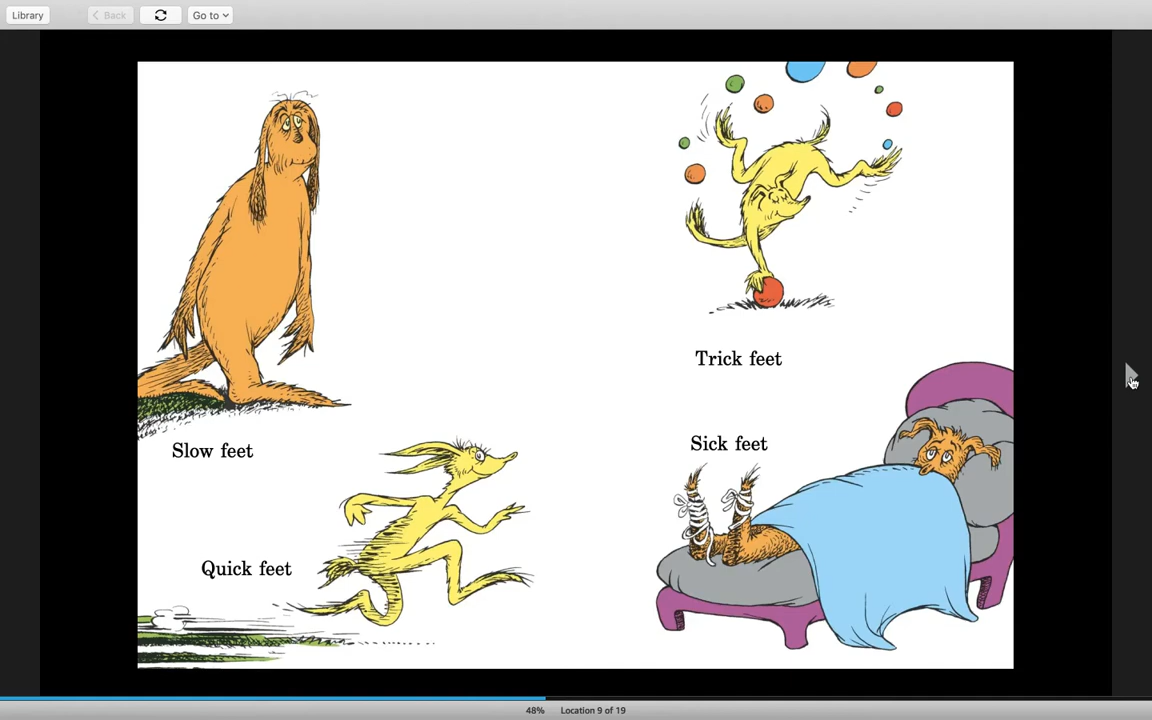 Library
Back
Go to
Slow feet
Quick feet
Trick feet
Sick feet
48%
Location 9 of 19